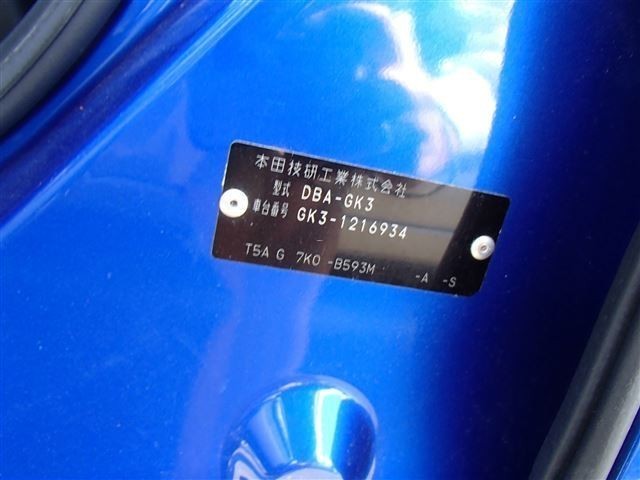 本田技研工業株式会社
型式 DBA-GK3
車台番号 GK3-1216934
T5A G 7K0 -B593M -A -S